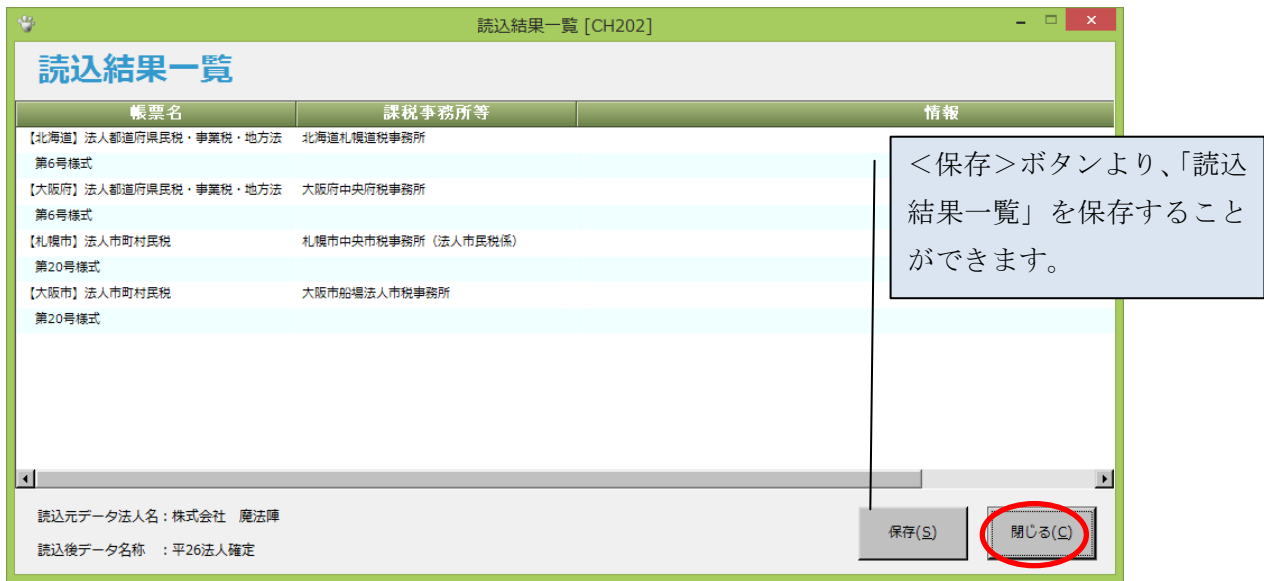 読込結果一覧 [CH202]
読込結果一覧
帳票名 課税事務所等 情報
【北海道】法人都道府県民税・事業税・地方法 北海道札幌道税事務所
第6号様式
【大阪府】法人都道府県民税・事業税・地方法 大阪府中央府税事務所
第6号様式
【札幌市】法人市町村民税 札幌市中央市税事務所（法人市民税係）
第20号様式
【大阪市】法人市町村民税 大阪市船場法人市税事務所
第20号様式
＜保存＞ボタンより、「読込
結果一覧」を保存すること
ができます。
読込元データ法人名：株式会社　魔法陣
読込後データ名称　：平26法人確定
保存(S) 閉じる(C)